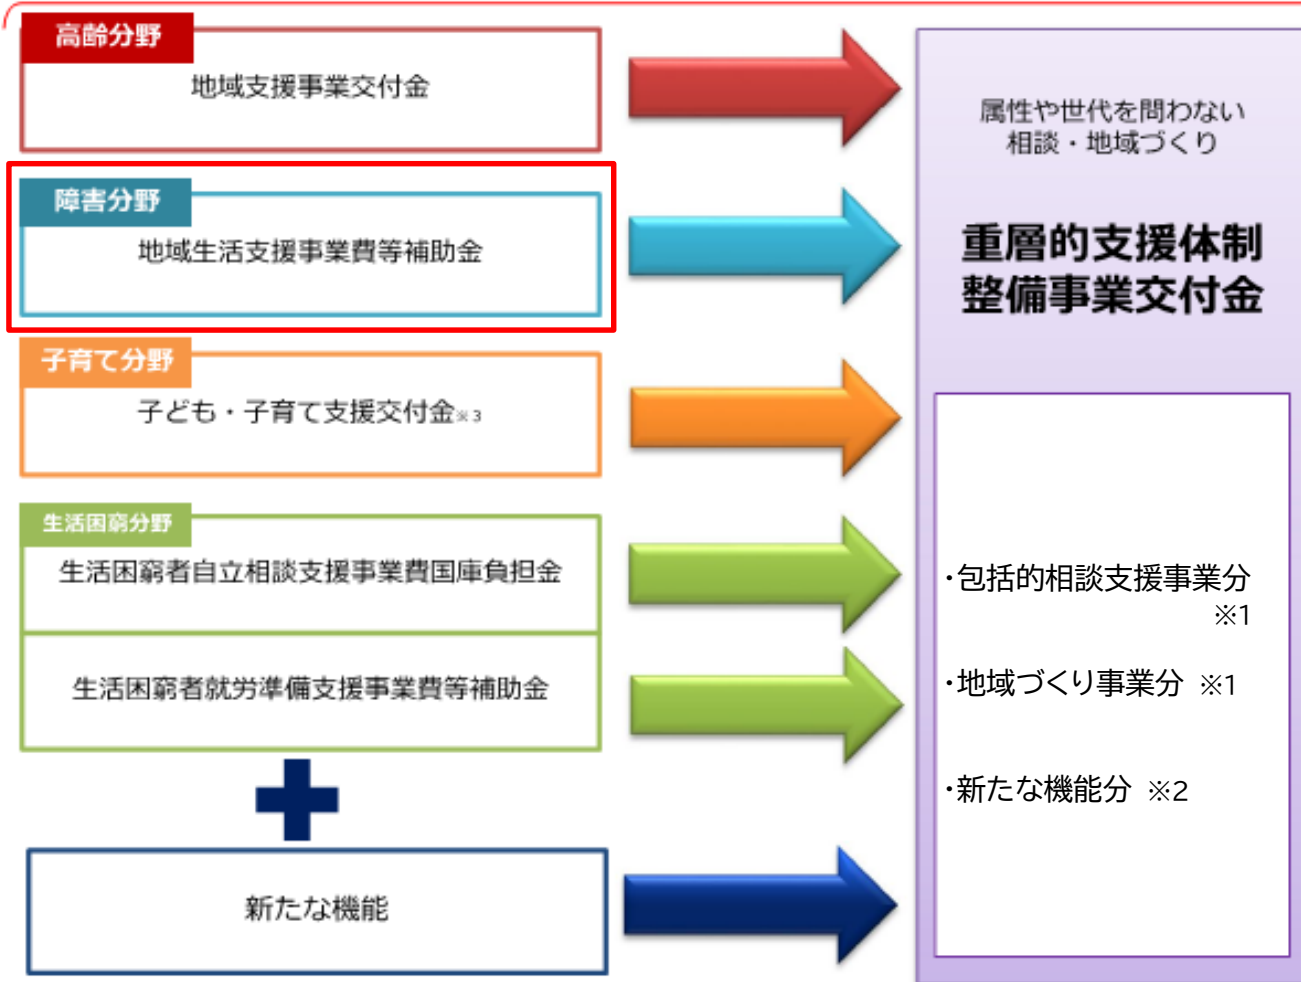 高齢分野
地域支援事業交付金
障害分野
地域生活支援事業費等補助金
子育て分野
子ども・子育て支援交付金※3
生活困窮分野
生活困窮者自立相談支援事業費国庫負担金
生活困窮者就労準備支援事業費等補助金
新たな機能
属性や世代を問わない
相談・地域づくり
重層的支援体制
整備事業交付金
・包括的相談支援事業分
※1
・地域づくり事業分 ※1
・新たな機能分 ※2